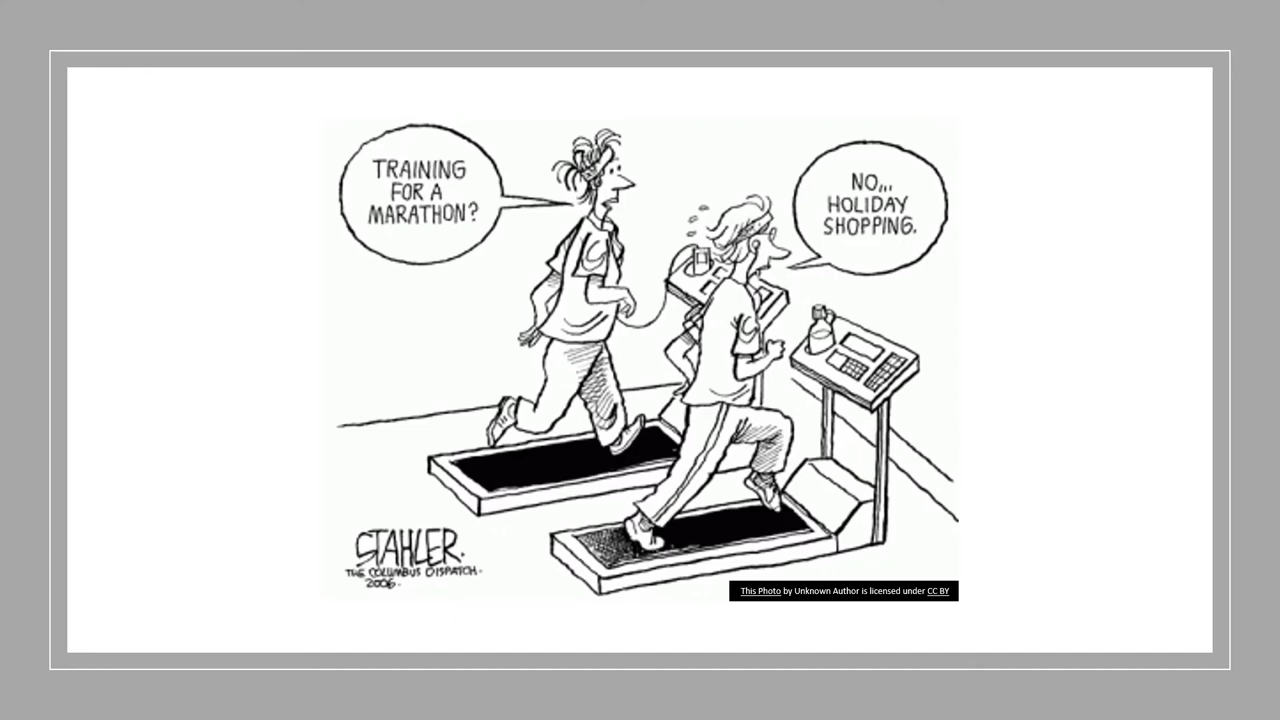 TRAINING
FOR A
MARATHON?
NO...
HOLIDAY
SHOPPING.
STAHLER.
THE COLUMBUS DISPATCH.
2006.
This Photo by Unknown Author is licensed under CC BY